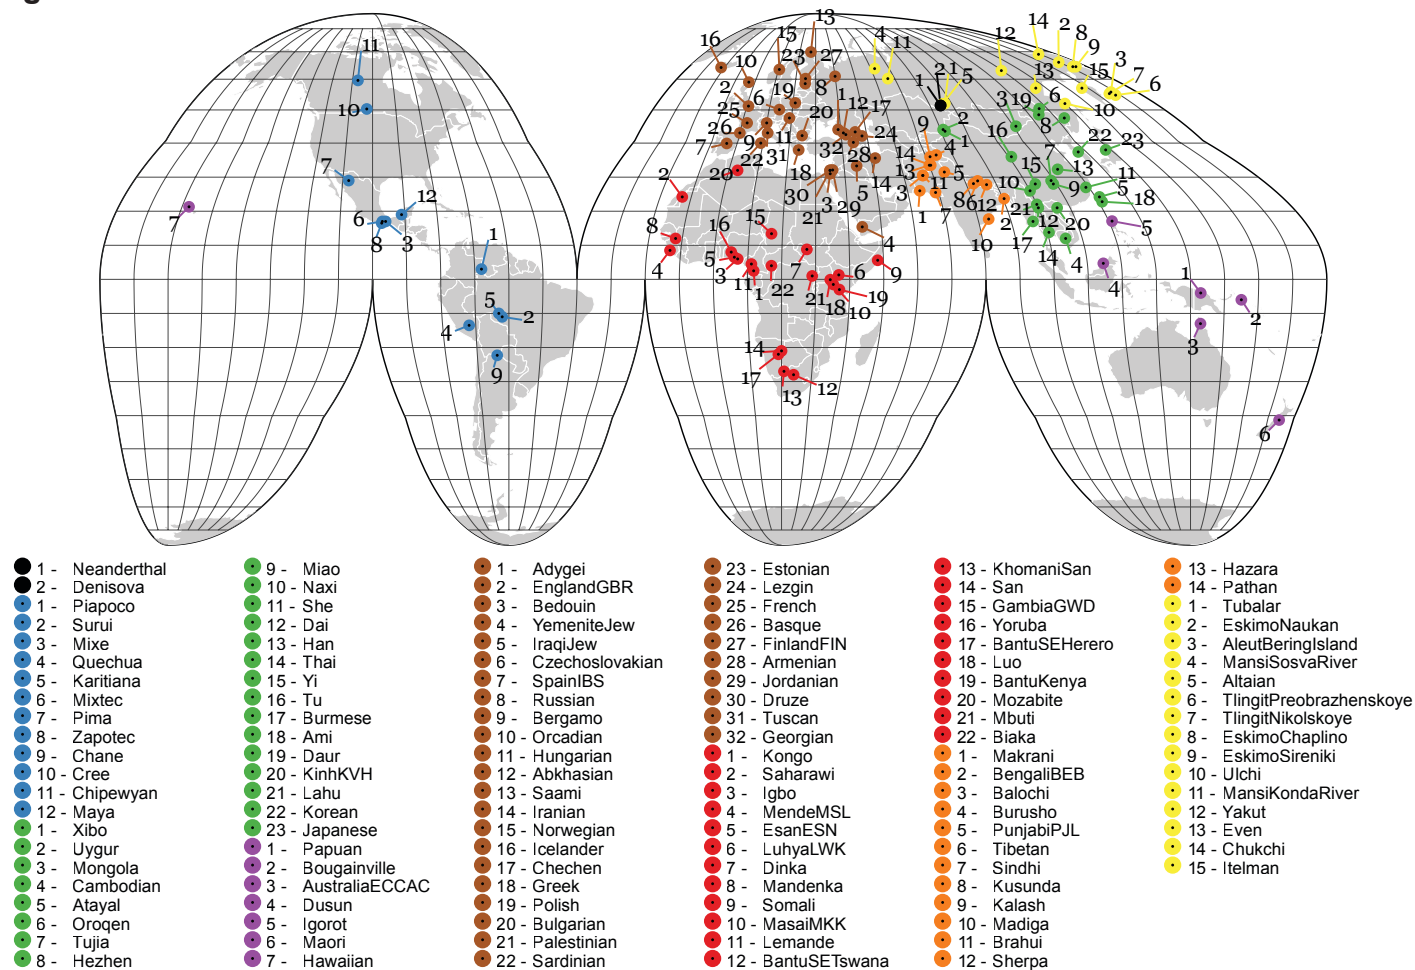 1 - Neanderthal
2 - Denisova
1 - Piapoco
2 - Surui
3 - Mixe
4 - Quechua
5 - Karitiana
6 - Mixtec
7 - Pima
8 - Zapotec
9 - Chane
10 - Cree
11 - Chipewyan
12 - Maya
1 - Xibo
2 - Uygur
3 - Mongola
4 - Cambodian
5 - Atayal
6 - Oroqen
7 - Tujia
8 - Hezhen
9 - Miao
10 - Naxi
11 - She
12 - Dai
13 - Han
14 - Thai
15 - Yi
16 - Tu
17 - Burmese
18 - Ami
19 - Daur
20 - KinhKVH
21 - Lahu
22 - Korean
23 - Japanese
1 - Papuan
2 - Bougainville
3 - AustraliaECCAC
4 - Dusun
5 - Igorot
6 - Maori
7 - Hawaiian
1 - Adygei
2 - EnglandGBR
3 - Bedouin
4 - YemeniteJew
5 - IraqiJew
6 - Czechoslovakian
7 - SpainIBS
8 - Russian
9 - Bergamo
10 - Orcadian
11 - Hungarian
12 - Abkhasian
13 - Saami
14 - Iranian
15 - Norwegian
16 - Icelander
17 - Chechen
18 - Greek
19 - Polish
20 - Bulgarian
21 - Palestinian
22 - Sardinian
23 - Estonian
24 - Lezgin
25 - French
26 - Basque
27 - FinlandFIN
28 - Armenian
29 - Jordanian
30 - Druze
31 - Tuscan
32 - Georgian
1 - Kongo
2 - Saharawi
3 - Igbo
4 - MendeMSL
5 - EsanESN
6 - LuhyaLWK
7 - Dinka
8 - Mandenka
9 - Somali
10 - MasaiMKK
11 - Lemande
12 - BantuSETswana
13 - KhomaniSan
14 - San
15 - GambiaGWD
16 - Yoruba
17 - BantuSEHerero
18 - Luo
19 - BantuKenya
20 - Mozabite
21 - Mbuti
22 - Biaka
1 - Makrani
2 - BengaliBEB
3 - Balochi
4 - Burusho
5 - PunjabiPJL
6 - Tibetan
7 - Sindhi
8 - Kusunda
9 - Kalash
10 - Madiga
11 - Brahui
12 - Sherpa
13 - Hazara
14 - Pathan
1 - Tubalar
2 - EskimoNaukan
3 - AleutBeringIsland
4 - MansiSosvaRiver
5 - Altaian
6 - TlingitPreobrazhenskoye
7 - TlingitNikolskoye
8 - EskimoChaplino
9 - EskimoSireniki
10 - Ulchi
11 - MansiKondaRiver
12 - Yakut
13 - Even
14 - Chukchi
15 - Itelman